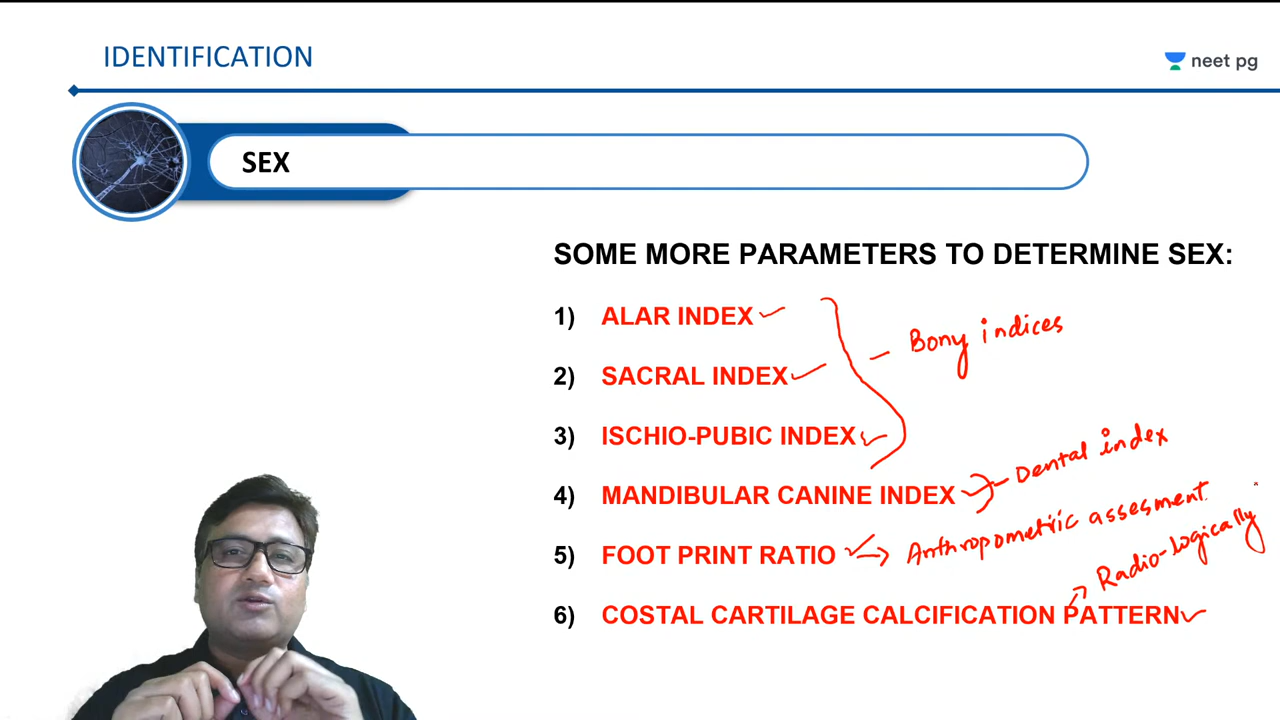 IDENTIFICATION
neet pg
SEX
SOME MORE PARAMETERS TO DETERMINE SEX:
1) ALAR INDEX
Bony indices
2) SACRAL INDEX
3) ISCHIO-PUBIC INDEX
4) MANDIBULAR CANINE INDEX
Dental index
5) FOOT PRINT RATIO
Anthropometric assesment
6) COSTAL CARTILAGE CALCIFICATION PATTERN
Radio-logically